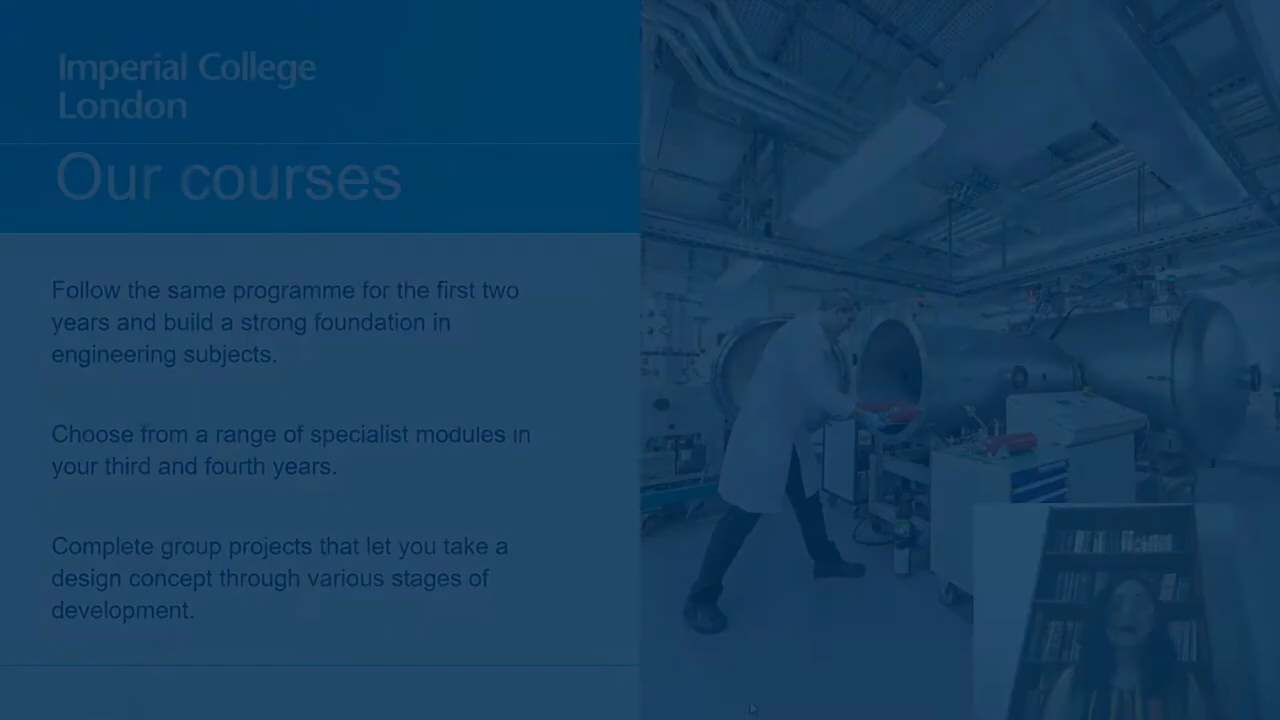 Imperial College
London
Our courses
Follow the same programme for the first two
years and build a strong foundation in
engineering subjects.
Choose from a range of specialist modules in
your third and fourth years.
Complete group projects that let you take a
design concept through various stages of
development.